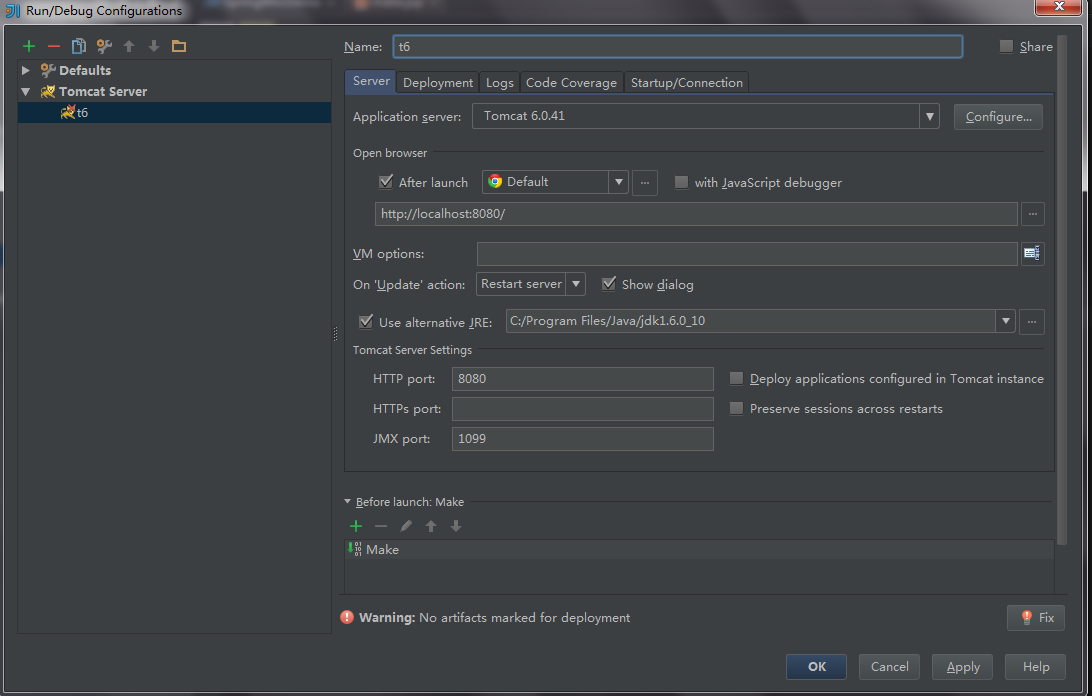 Run/Debug Configurations
Name: t6 Share
Defaults
Tomcat Server
t6
Server Deployment Logs Code Coverage Startup/Connection
Application server: Tomcat 6.0.41 Configure...
Open browser
After launch Default ... with JavaScript debugger
http://localhost:8080/ ...
VM options:
On 'Update' action: Restart server Show dialog
Use alternative JRE: C:/Program Files/Java/jdk1.6.0_10 ...
Tomcat Server Settings
HTTP port: 8080 Deploy applications configured in Tomcat instance
HTTPs port: Preserve sessions across restarts
JMX port: 1099
Before launch: Make
Make
Warning: No artifacts marked for deployment Fix
OK Cancel Apply Help